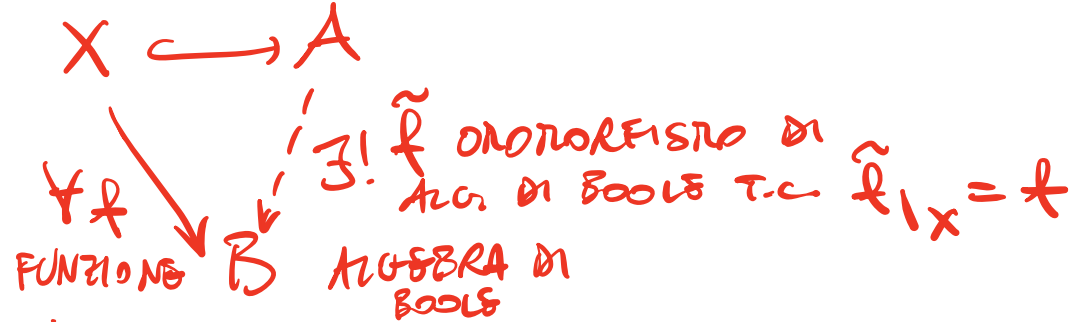 X ↪ A
∀f ∃! f̃ OMOMORFISMO DI
ALG. DI BOOLE T.C. f̃|X = f
FUNZIONE B ALGEBRA DI
BOOLE